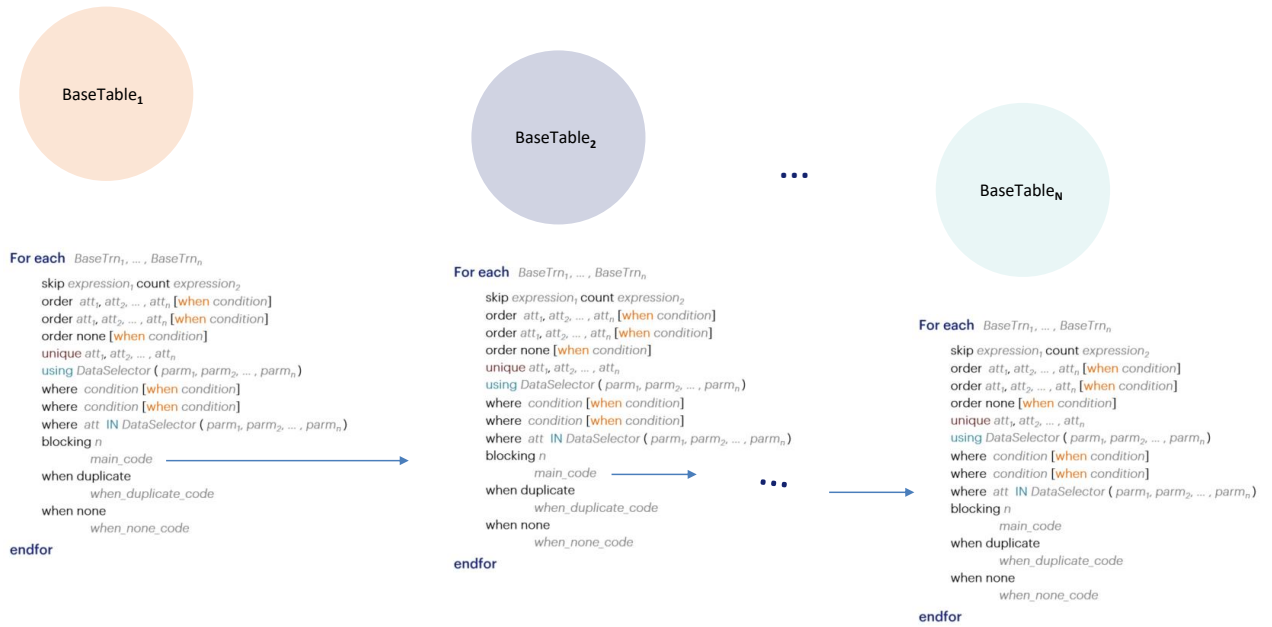 BaseTable₁
BaseTable₂
...
BaseTableN
For each BaseTrn₁, ... , BaseTrnₙ
skip expression₁ count expression₂
order att₁, att₂, ... , attₙ [when condition]
order att₁, att₂, ... , attₙ [when condition]
order none [when condition]
unique att₁, att₂, ... , attₙ
using DataSelector ( parm₁, parm₂, ... , parmₙ)
where condition [when condition]
where condition [when condition]
where att IN DataSelector ( parm₁, parm₂, ... , parmₙ)
blocking n
main_code
when duplicate
when_duplicate_code
when none
when_none_code
endfor
For each BaseTrn₁, ... , BaseTrnₙ
skip expression₁ count expression₂
order att₁, att₂, ... , attₙ [when condition]
order att₁, att₂, ... , attₙ [when condition]
order none [when condition]
unique att₁, att₂, ... , attₙ
using DataSelector ( parm₁, parm₂, ... , parmₙ)
where condition [when condition]
where condition [when condition]
where att IN DataSelector ( parm₁, parm₂, ... , parmₙ)
blocking n
main_code
when duplicate
when_duplicate_code
when none
when_none_code
endfor
...
For each BaseTrn₁, ... , BaseTrnₙ
skip expression₁ count expression₂
order att₁, att₂, ... , attₙ [when condition]
order att₁, att₂, ... , attₙ [when condition]
order none [when condition]
unique att₁, att₂, ... , attₙ
using DataSelector ( parm₁, parm₂, ... , parmₙ)
where condition [when condition]
where condition [when condition]
where att IN DataSelector ( parm₁, parm₂, ... , parmₙ)
blocking n
main_code
when duplicate
when_duplicate_code
when none
when_none_code
endfor